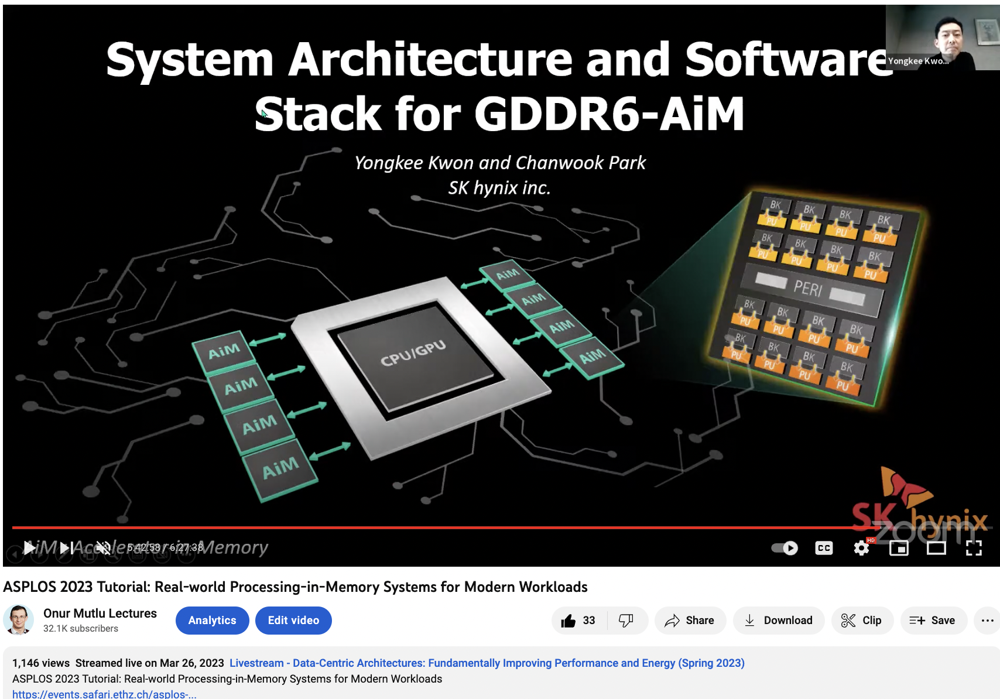 System Architecture and Software
Stack for GDDR6-AiM
Yongkee Kwo...
Yongkee Kwon and Chanwook Park
SK hynix inc.
BK BK BK BK
PU PU PU PU
BK BK BK BK
PU PU PU PU
PERI
BK BK BK BK
PU PU PU PU
BK BK BK BK
PU PU PU PU
AiM
AiM
AiM
AiM
CPU/GPU
AiM
AiM
AiM
AiM
SK hynix
zoom
AiM: Accelerator in Memory
5:42:58 / 6:27:38
CC
HD
ASPLOS 2023 Tutorial: Real-world Processing-in-Memory Systems for Modern Workloads
Onur Mutlu Lectures
32.1K subscribers
Analytics
Edit video
33
Share
Download
Clip
Save
1,146 views Streamed live on Mar 26, 2023 Livestream - Data-Centric Architectures: Fundamentally Improving Performance and Energy (Spring 2023)
ASPLOS 2023 Tutorial: Real-world Processing-in-Memory Systems for Modern Workloads
https://events.safari.ethz.ch/asplos-...